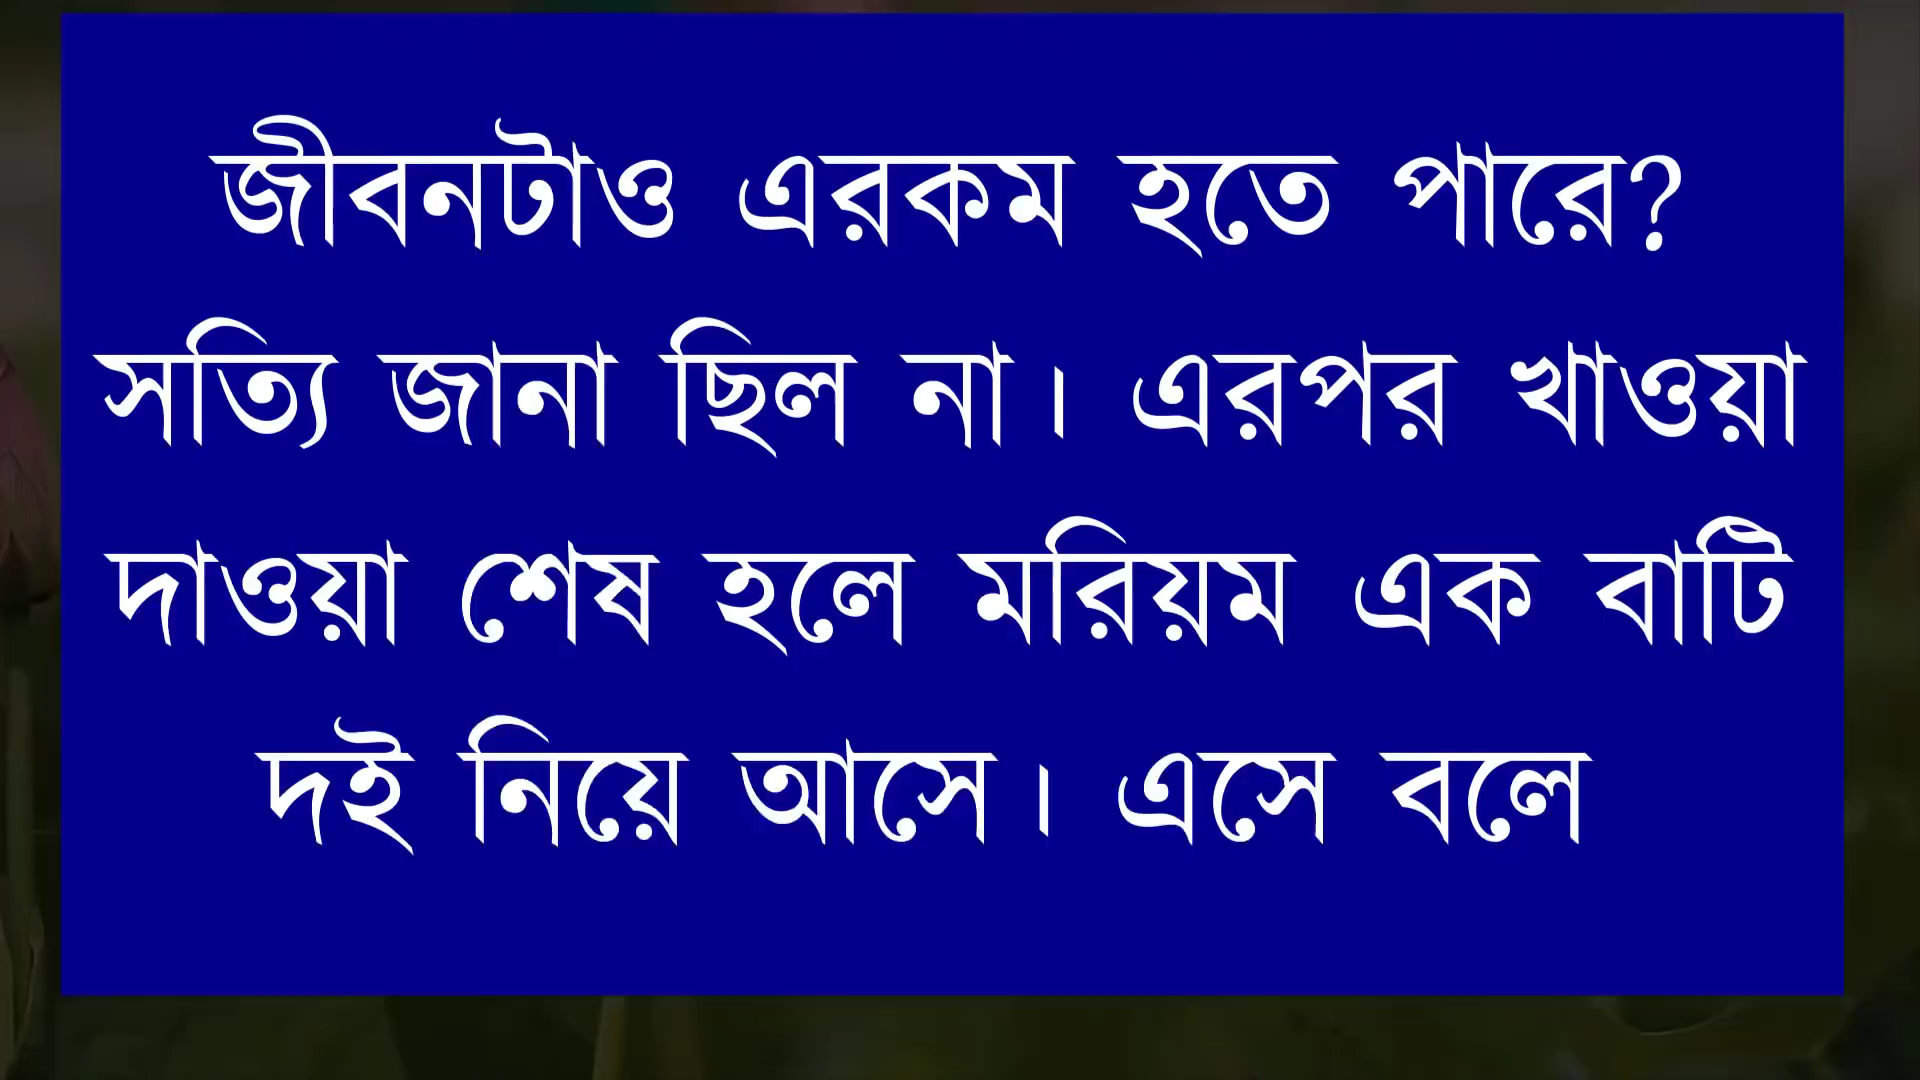 জীবনটাও এরকম হতে পারে?
সত্যি জানা ছিল না। এরপর খাওয়া
দাওয়া শেষ হলে মরিয়ম এক বাটি
দই নিয়ে আসে। এসে বলে